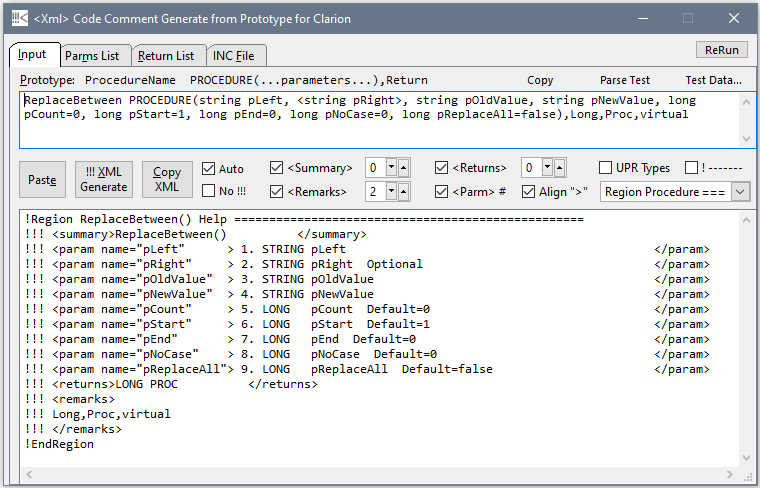 !!!< <Xml> Code Comment Generate from Prototype for Clarion
Input Parms List Return List INC File ReRun
Prototype: ProcedureName PROCEDURE(...parameters...),Return Copy Parse Test Test Data...
ReplaceBetween PROCEDURE(string pLeft, <string pRight>, string pOldValue, string pNewValue, long
pCount=0, long pStart=1, long pEnd=0, long pNoCase=0, long pReplaceAll=false),Long,Proc,virtual
Paste !!! XML Generate Copy XML Auto <Summary> 0 <Returns> 0 UPR Types ! -------
No !!! <Remarks> 2 <Parm> # Align ">" Region Procedure ===
!Region ReplaceBetween() Help ==================================================
!!! <summary>ReplaceBetween()          </summary>
!!! <param name="pLeft"      > 1. STRING pLeft                                            </param>
!!! <param name="pRight"     > 2. STRING pRight  Optional                                 </param>
!!! <param name="pOldValue"  > 3. STRING pOldValue                                        </param>
!!! <param name="pNewValue"  > 4. STRING pNewValue                                        </param>
!!! <param name="pCount"     > 5. LONG   pCount  Default=0                                </param>
!!! <param name="pStart"     > 6. LONG   pStart  Default=1                                </param>
!!! <param name="pEnd"       > 7. LONG   pEnd  Default=0                                  </param>
!!! <param name="pNoCase"    > 8. LONG   pNoCase  Default=0                               </param>
!!! <param name="pReplaceAll"> 9. LONG   pReplaceAll  Default=false                       </param>
!!! <returns>LONG PROC          </returns>
!!! <remarks>
!!! Long,Proc,virtual
!!! </remarks>
!EndRegion